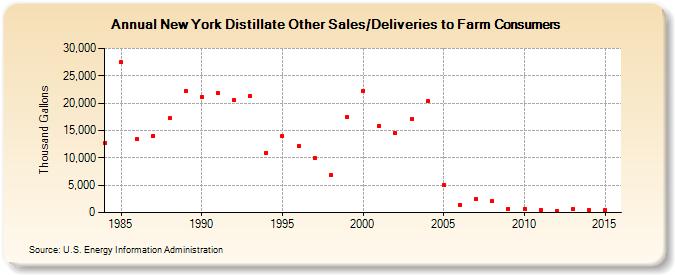 Annual New York Distillate Other Sales/Deliveries to Farm Consumers
Thousand Gallons
30,000
25,000
20,000
15,000
10,000
5,000
0
1985 1990 1995 2000 2005 2010 2015
Source: U.S. Energy Information Administration